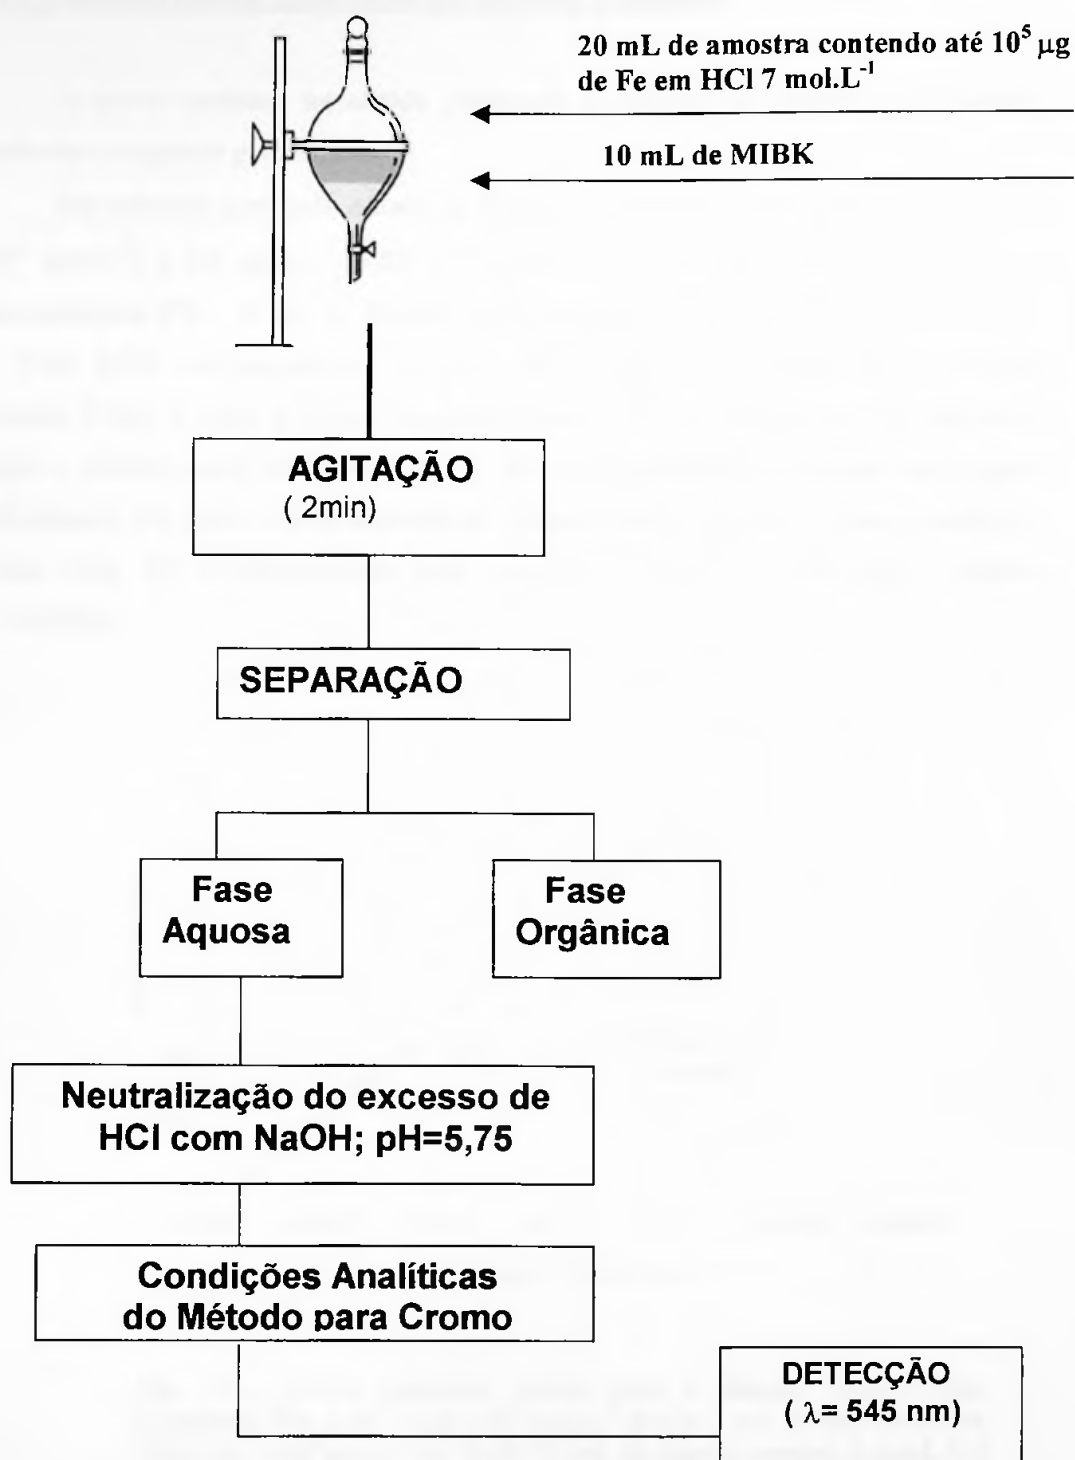 20 mL de amostra contendo até 10⁵ µg
de Fe em HCl 7 mol.L⁻¹
10 mL de MIBK
AGITAÇÃO
( 2min)
SEPARAÇÃO
Fase
Aquosa
Fase
Orgânica
Neutralização do excesso de
HCl com NaOH; pH=5,75
Condições Analíticas
do Método para Cromo
DETECÇÃO
( λ= 545 nm)